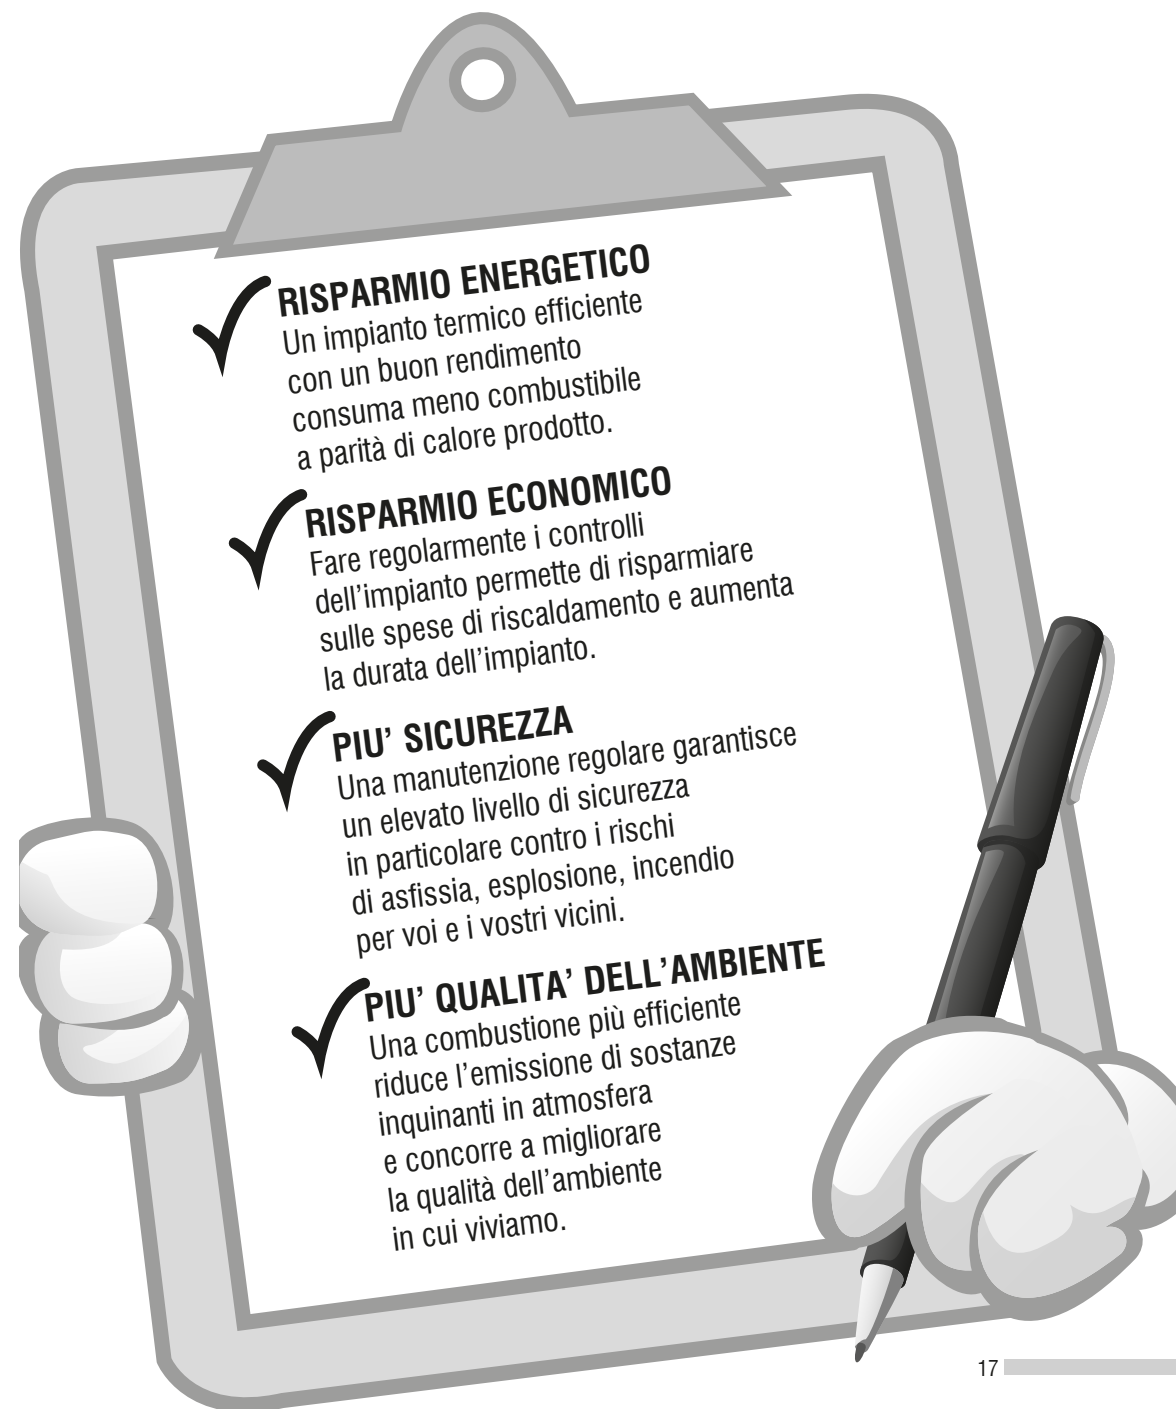 RISPARMIO ENERGETICO
Un impianto termico efficiente
con un buon rendimento
consuma meno combustibile
a parità di calore prodotto.
RISPARMIO ECONOMICO
Fare regolarmente i controlli
dell’impianto permette di risparmiare
sulle spese di riscaldamento e aumenta
la durata dell’impianto.
PIU’ SICUREZZA
Una manutenzione regolare garantisce
un elevato livello di sicurezza
in particolare contro i rischi
di asfissia, esplosione, incendio
per voi e i vostri vicini.
PIU’ QUALITA’ DELL’AMBIENTE
Una combustione più efficiente
riduce l’emissione di sostanze
inquinanti in atmosfera
e concorre a migliorare
la qualità dell’ambiente
in cui viviamo.
17